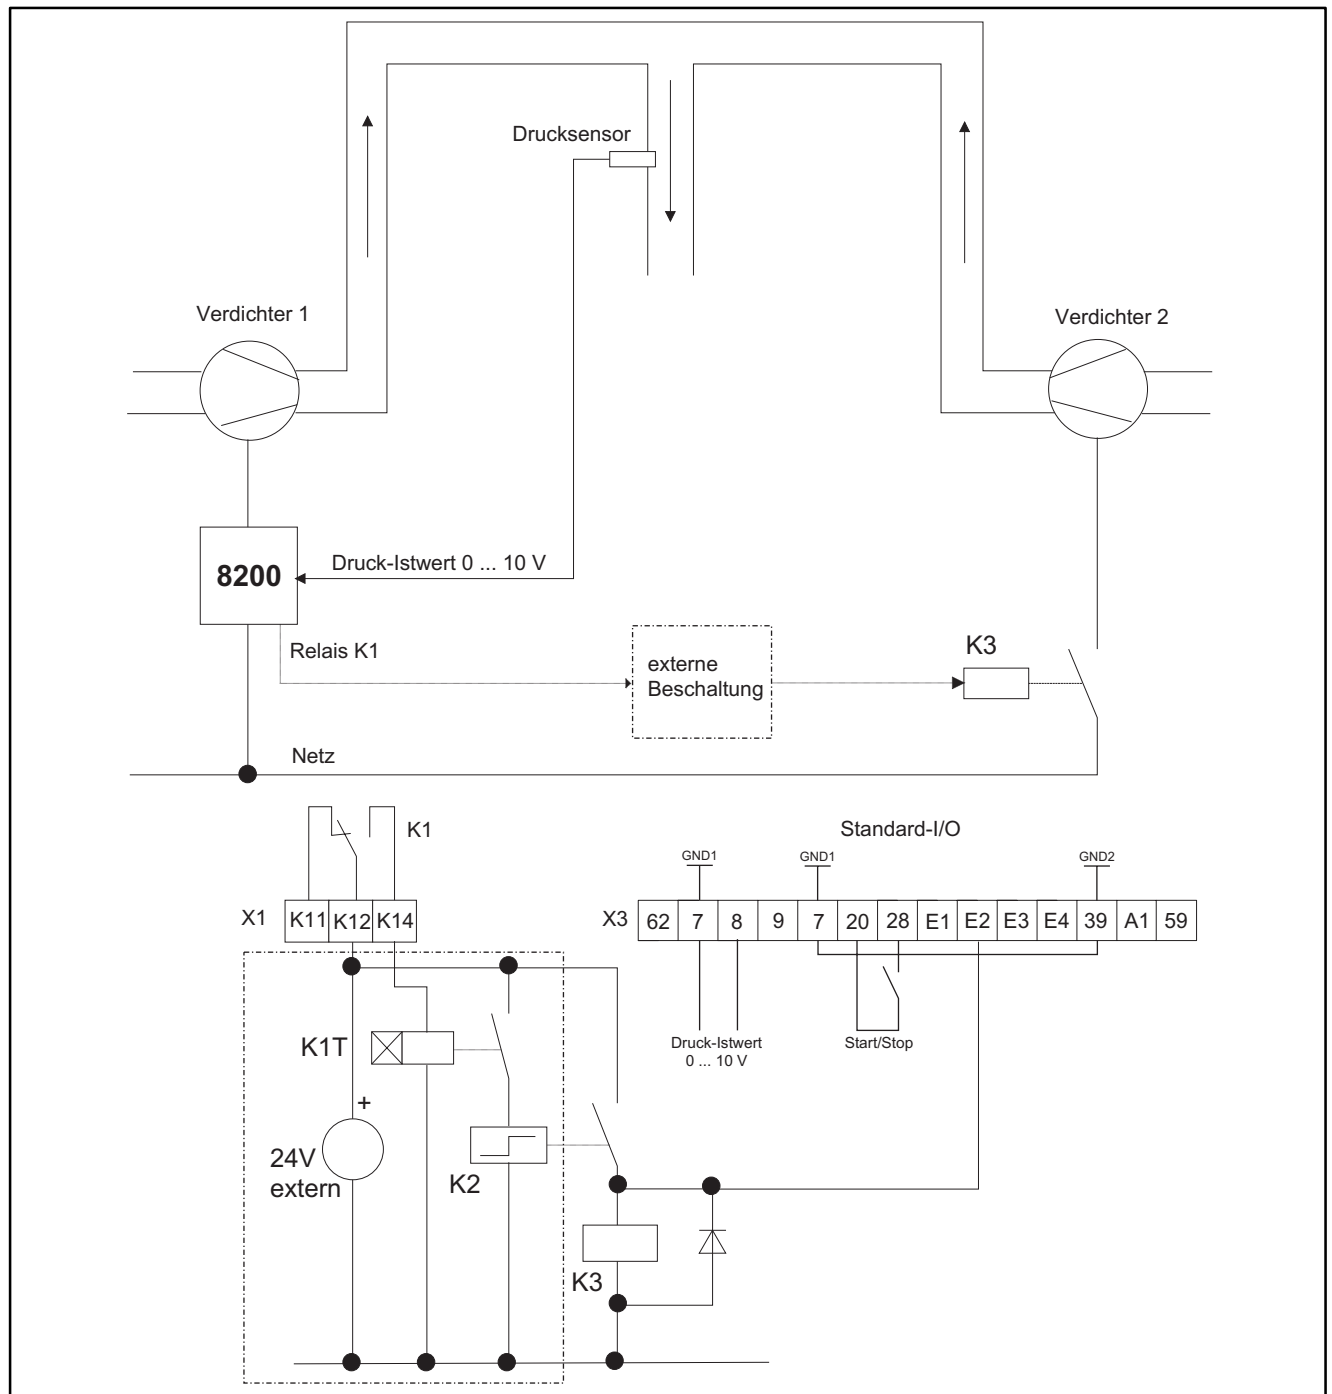 Drucksensor
Verdichter 1
Verdichter 2
8200
Druck-Istwert 0 ... 10 V
Relais K1
externe
Beschaltung
K3
Netz
K1
Standard-I/O
GND1
GND1
GND2
X1
K11 K12 K14
X3
62 7 8 9 7 20 28 E1 E2 E3 E4 39 A1 59
K1T
Druck-Istwert
0 ... 10 V
Start/Stop
+
24V
extern
K2
K3